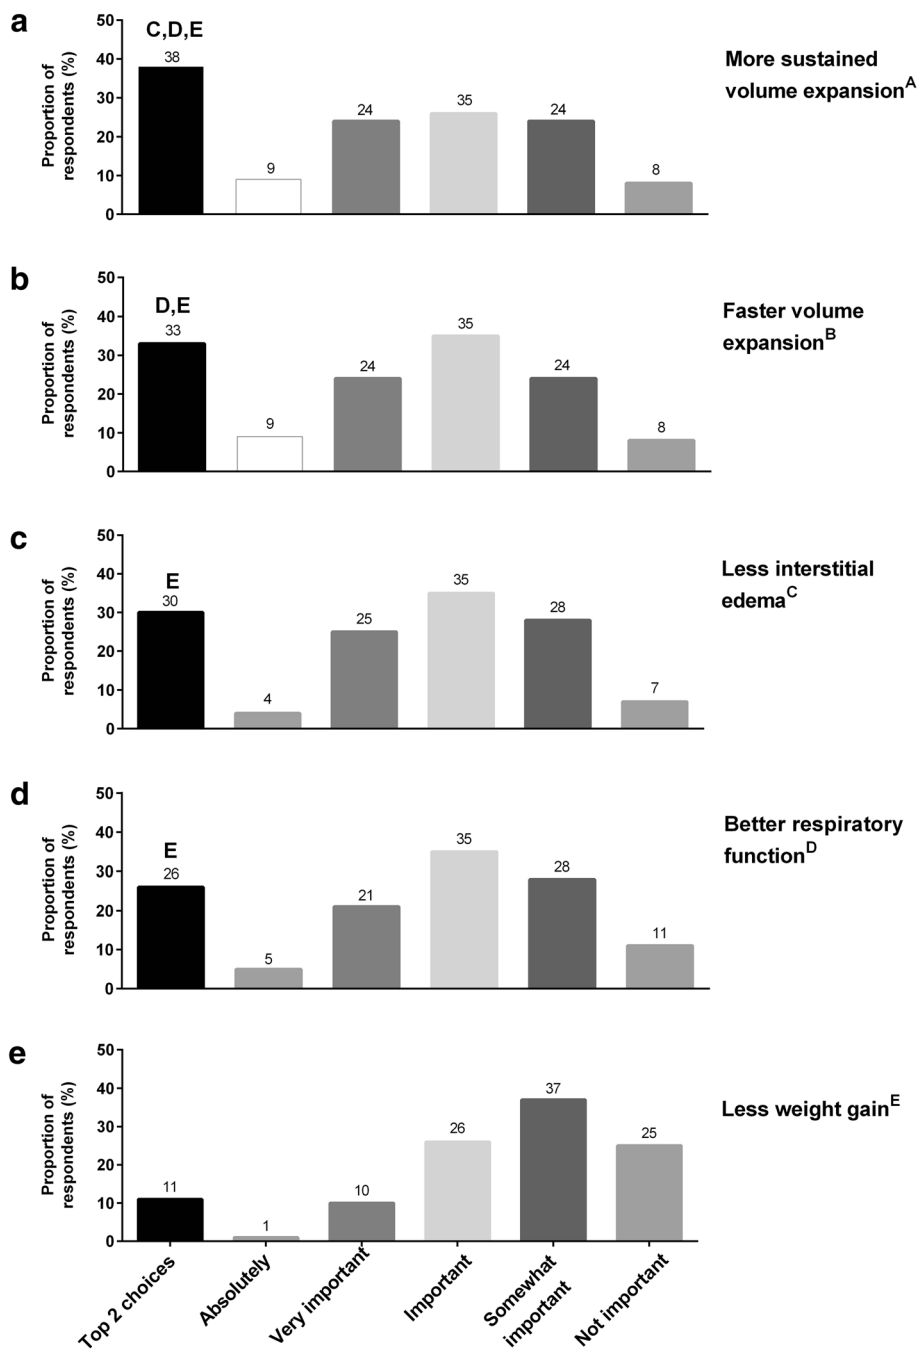 a
Proportion of
respondents (%)
50
40
30
20
10
0
C,D,E
38
9
24
35
24
8
More sustained
volume expansionA
b
Proportion of
respondents (%)
50
40
30
20
10
0
D,E
33
9
24
35
24
8
Faster volume
expansionB
c
Proportion of
respondents (%)
50
40
30
20
10
0
E
30
4
25
35
28
7
Less interstitial
edemaC
d
Proportion of
respondents (%)
50
40
30
20
10
0
E
26
5
21
35
28
11
Better respiratory
functionD
e
Proportion of
respondents (%)
50
40
30
20
10
0
11
1
10
26
37
25
Less weight gainE
Top 2 choices
Absolutely
Very important
Important
Somewhat
important
Not important